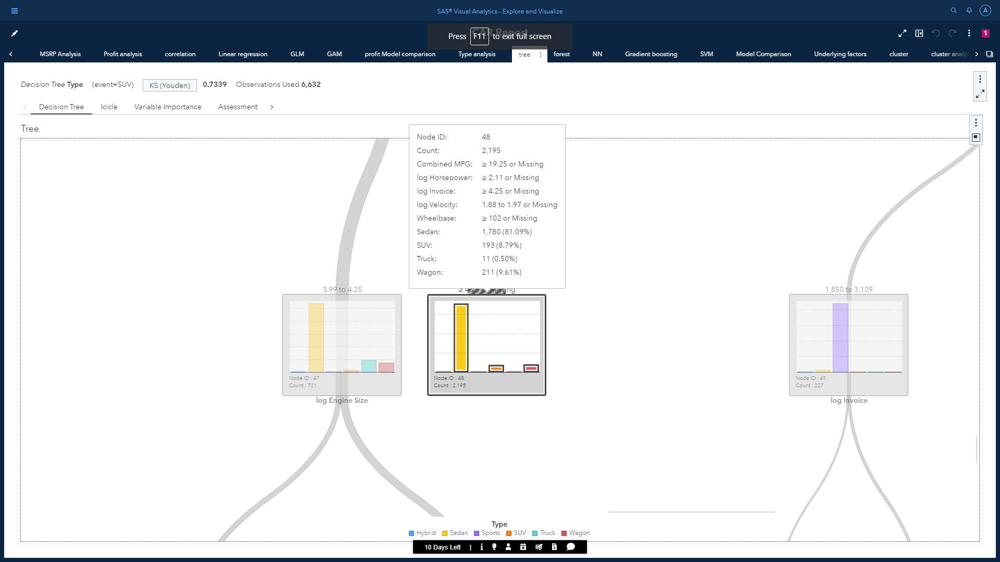 SAS® Visual Analytics - Explore and Visualize
A
Press F11 to exit full screen
1
MSRP Analysis Profit analysis correlation Linear regression GLM GAM profit Model comparison Type analysis tree forest NN Gradient boosting SVM Model Comparison Underlying factors cluster cluster analy
Decision Tree Type (event=SUV) KS (Youden) 0.7339 Observations Used 6,632
Decision Tree Icicle Variable Importance Assessment
Tree
Node ID: 48
Count: 2,195
Combined MPG: ≥ 19.25 or Missing
log Horsepower: ≥ 2.11 or Missing
log Invoice: ≥ 4.25 or Missing
log Velocity: 1.88 to 1.97 or Missing
Wheelbase: ≥ 102 or Missing
Sedan: 1,780 (81.09%)
SUV: 193 (8.79%)
Truck: 11 (0.50%)
Wagon: 211 (9.61%)
3.99 to 4.25
≥ 4.25 or Missing
1,850 to 3,109
Node ID : 47
Count : 721
log Engine Size
Node ID : 48
Count : 2,195
Node ID : 49
Count : 227
log Invoice
Type
Hybrid Sedan Sports SUV Truck Wagon
10 Days Left |